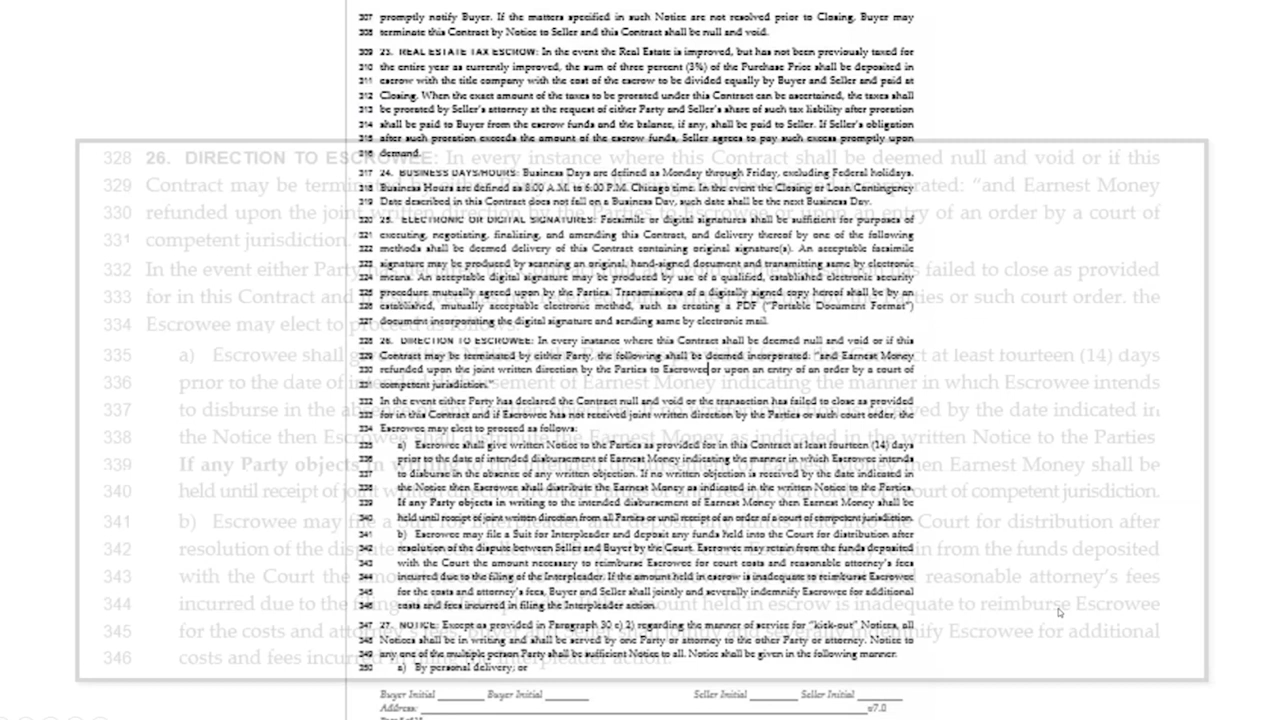 307 promptly notify Buyer. If the matters specified in such Notice are not resolved prior to Closing, Buyer may
308 terminate this Contract by Notice to Seller and this Contract shall be null and void.
309 23. REAL ESTATE TAX ESCROW: In the event the Real Estate is improved, but has not been previously taxed for
310 the entire year as currently improved, the sum of three percent (3%) of the Purchase Price shall be deposited in
311 escrow with the title company with the cost of the escrow to be divided equally by Buyer and Seller and paid at
312 Closing. When the exact amount of the taxes to be prorated under this Contract can be ascertained, the taxes shall
313 be prorated by Seller's attorney at the request of either Party and Seller's share of such tax liability after proration
314 shall be paid to Buyer from the escrow funds and the balance, if any, shall be paid to Seller. If Seller's obligation
315 after such proration exceeds the amount of the escrow funds, Seller agrees to pay such excess promptly upon
316 demand.
317 24. BUSINESS DAYS/HOURS: Business Days are defined as Monday through Friday, excluding Federal holidays.
318 Business Hours are defined as 8:00 A.M. to 6:00 P.M. Chicago time. In the event the Closing or Loan Contingency
319 Date described in this Contract does not fall on a Business Day, such date shall be the next Business Day.
320 25. ELECTRONIC OR DIGITAL SIGNATURES: Facsimile or digital signatures shall be sufficient for purposes of
321 executing, negotiating, finalizing, and amending this Contract, and delivery thereof by one of the following
322 methods shall be deemed delivery of this Contract containing original signature(s). An acceptable facsimile
323 signature may be produced by scanning an original, hand-signed document and transmitting same by electronic
324 means. An acceptable digital signature may be produced by use of a qualified, established electronic security
325 procedure mutually agreed upon by the Parties. Transmissions of a digitally signed copy hereof shall be by an
326 established, mutually acceptable electronic method, such as creating a PDF ("Portable Document Format")
327 document incorporating the digital signature and sending same by electronic mail.
328 26. DIRECTION TO ESCROWEE: In every instance where this Contract shall be deemed null and void or if this
329 Contract may be terminated by either Party, the following shall be deemed incorporated: "and Earnest Money
330 refunded upon the joint written direction by the Parties to Escrowee or upon an entry of an order by a court of
331 competent jurisdiction."
332 In the event either Party has declared the Contract null and void or the transaction has failed to close as provided
333 for in this Contract and if Escrowee has not received joint written direction by the Parties or such court order, the
334 Escrowee may elect to proceed as follows:
335 a) Escrowee shall give written Notice to the Parties as provided for in this Contract at least fourteen (14) days
336 prior to the date of intended disbursement of Earnest Money indicating the manner in which Escrowee intends
337 to disburse in the absence of any written objection. If no written objection is received by the date indicated in
338 the Notice then Escrowee shall distribute the Earnest Money as indicated in the written Notice to the Parties.
339 If any Party objects in writing to the intended disbursement of Earnest Money then Earnest Money shall be
340 held until receipt of joint written direction from all Parties or until receipt of an order of a court of competent jurisdiction.
341 b) Escrowee may file a Suit for Interpleader and deposit any funds held into the Court for distribution after
342 resolution of the dispute between Seller and Buyer by the Court. Escrowee may retain from the funds deposited
343 with the Court the amount necessary to reimburse Escrowee for court costs and reasonable attorney's fees
344 incurred due to the filing of the Interpleader. If the amount held in escrow is inadequate to reimburse Escrowee
345 for the costs and attorney's fees, Buyer and Seller shall jointly and severally indemnify Escrowee for additional
346 costs and fees incurred in filing the Interpleader action.
347 27. NOTICE: Except as provided in Paragraph 30 c) 2) regarding the manner of service for "kick-out" Notices, all
348 Notices shall be in writing and shall be served by one Party or attorney to the other Party or attorney. Notice to
349 any one of the multiple person Party shall be sufficient Notice to all. Notice shall be given in the following manner:
350 a) By personal delivery; or
Buyer Initial ________ Buyer Initial ________ Seller Initial ________ Seller Initial ________
Address: ________ v7.0